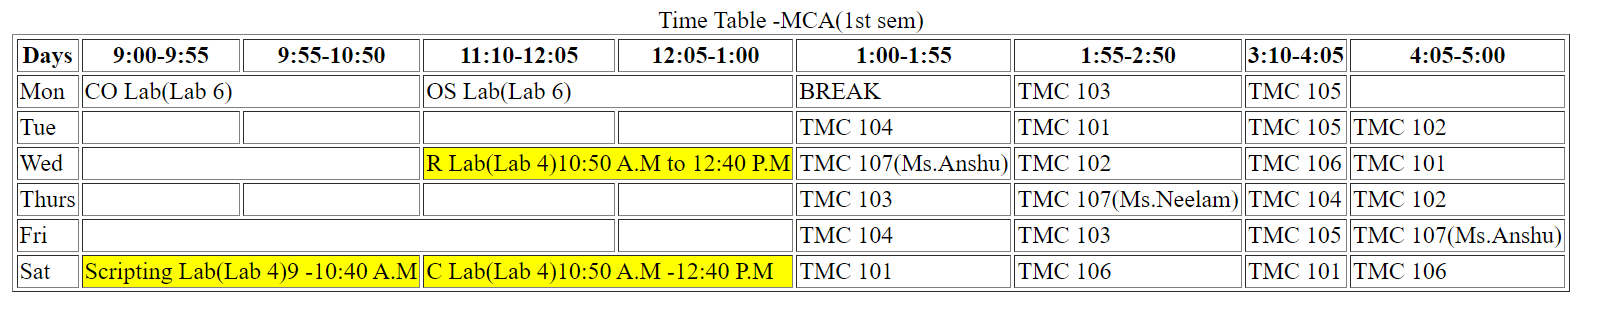 Time Table -MCA(1st sem)
Days 9:00-9:55 9:55-10:50 11:10-12:05 12:05-1:00 1:00-1:55 1:55-2:50 3:10-4:05 4:05-5:00
Mon CO Lab(Lab 6) OS Lab(Lab 6) BREAK TMC 103 TMC 105
Tue TMC 104 TMC 101 TMC 105 TMC 102
Wed R Lab(Lab 4)10:50 A.M to 12:40 P.M TMC 107(Ms.Anshu) TMC 102 TMC 106 TMC 101
Thurs TMC 103 TMC 107(Ms.Neelam) TMC 104 TMC 102
Fri TMC 104 TMC 103 TMC 105 TMC 107(Ms.Anshu)
Sat Scripting Lab(Lab 4)9 -10:40 A.M C Lab(Lab 4)10:50 A.M -12:40 P.M TMC 101 TMC 106 TMC 101 TMC 106